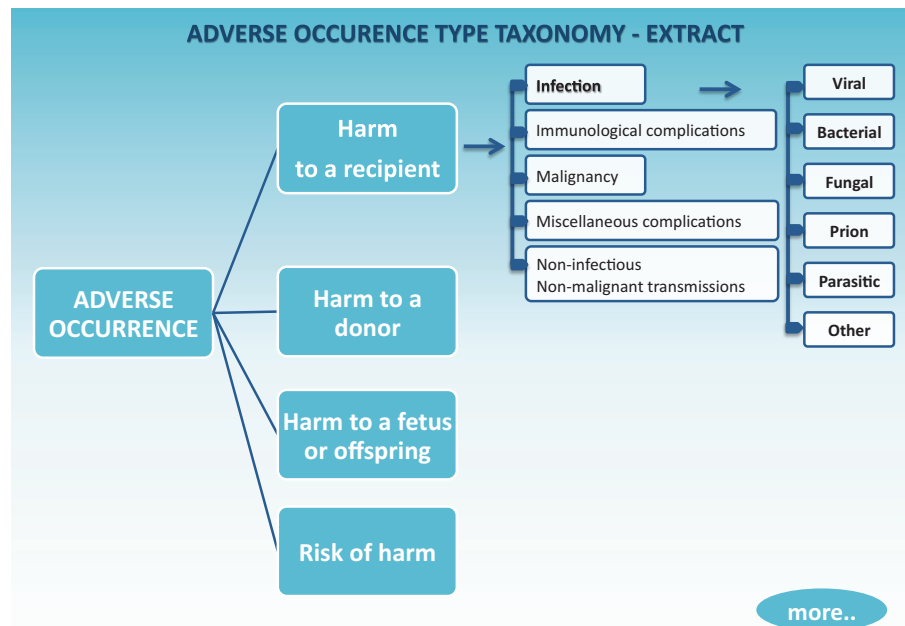 ADVERSE OCCURENCE TYPE TAXONOMY - EXTRACT
ADVERSE
OCCURRENCE
Harm
to a recipient
Harm to a
donor
Harm to a fetus
or offspring
Risk of harm
Infection
Immunological complications
Malignancy
Miscellaneous complications
Non-infectious
Non-malignant transmissions
Viral
Bacterial
Fungal
Prion
Parasitic
Other
more..